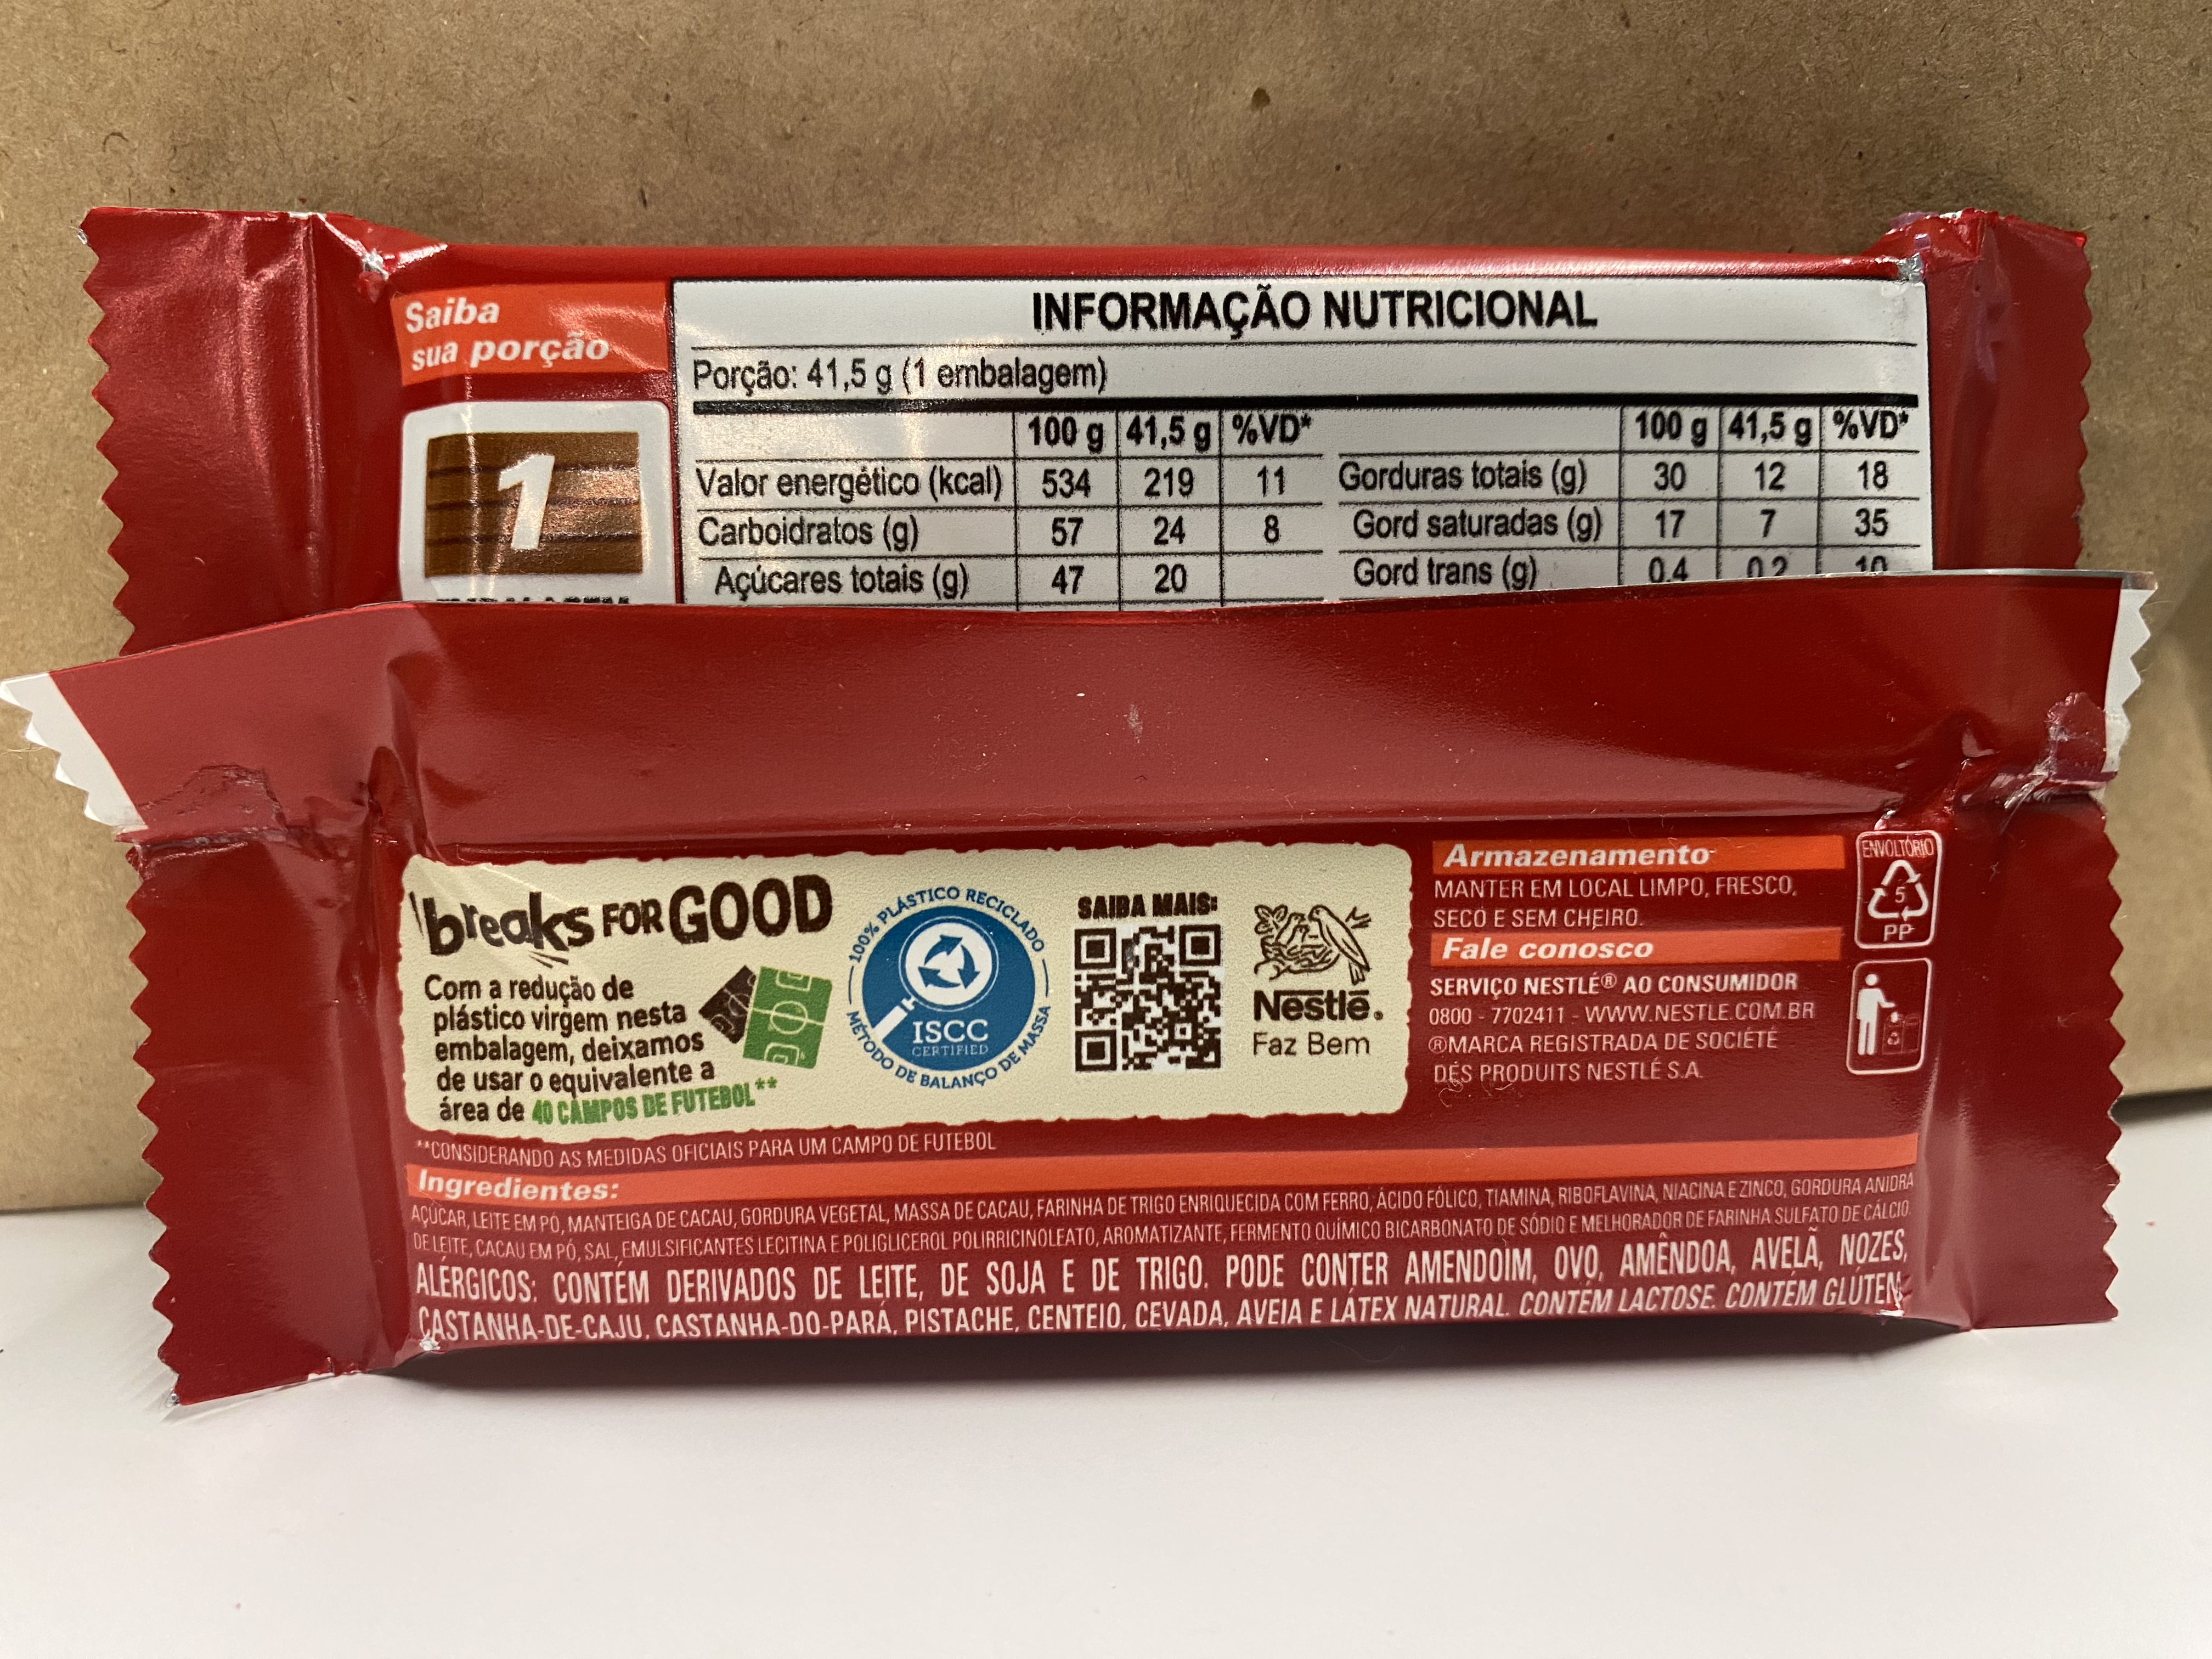 Saiba
sua porção
1
INFORMAÇÃO NUTRICIONAL
Porção: 41,5 g (1 embalagem)
100 g 41,5 g %VD* 100 g 41,5 g %VD*
Valor energético (kcal) 534 219 11 Gorduras totais (g) 30 12 18
Carboidratos (g) 57 24 8 Gord saturadas (g) 17 7 35
Açúcares totais (g) 47 20 Gord trans (g) 0,4 0,2 10
breaks FOR GOOD
Com a redução de
plástico virgem nesta
embalagem, deixamos
de usar o equivalente a
área de 40 CAMPOS DE FUTEBOL**
100% PLÁSTICO RECICLADO
ISCC
CERTIFIED
MÉTODO DE BALANÇO DE MASSA
SAIBA MAIS:
Nestlé.
Faz Bem
Armazenamento
MANTER EM LOCAL LIMPO, FRESCO,
SECO E SEM CHEIRO.
Fale conosco
SERVIÇO NESTLÉ® AO CONSUMIDOR
0800 - 7702411 - WWW.NESTLE.COM.BR
®MARCA REGISTRADA DE SOCIÉTÉ
DES PRODUITS NESTLÉ S.A.
ENVOLTÓRIO
5
PP
**CONSIDERANDO AS MEDIDAS OFICIAIS PARA UM CAMPO DE FUTEBOL
Ingredientes:
AÇÚCAR, LEITE EM PÓ, MANTEIGA DE CACAU, GORDURA VEGETAL, MASSA DE CACAU, FARINHA DE TRIGO ENRIQUECIDA COM FERRO, ÁCIDO FÓLICO, TIAMINA, RIBOFLAVINA, NIACINA E ZINCO, GORDURA ANIDRA
DE LEITE, CACAU EM PÓ, SAL, EMULSIFICANTES LECITINA E POLIGLICEROL POLIRRICINOLEATO, AROMATIZANTE, FERMENTO QUÍMICO BICARBONATO DE SÓDIO E MELHORADOR DE FARINHA SULFATO DE CÁLCIO.
ALÉRGICOS: CONTÉM DERIVADOS DE LEITE, DE SOJA E DE TRIGO. PODE CONTER AMENDOIM, OVO, AMÊNDOA, AVELÃ, NOZES,
CASTANHA-DE-CAJU, CASTANHA-DO-PARÁ, PISTACHE, CENTEIO, CEVADA, AVEIA E LÁTEX NATURAL. CONTÉM LACTOSE. CONTÉM GLÚTEN.